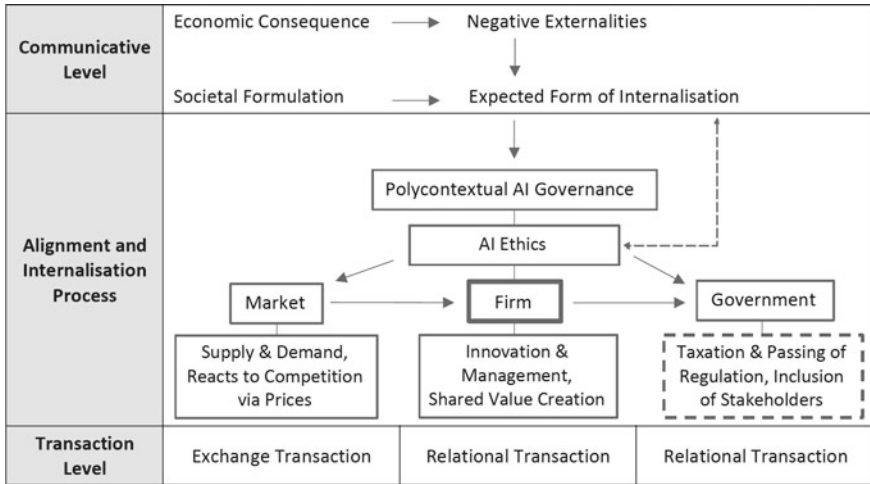 Economic Consequence
Negative Externalities
Communicative
Level
Societal Formulation
Expected Form of Internalisation
Polycontextual AI Governance
Alignment and
Internalisation
Process
AI Ethics
Market
Firm
Government
Supply & Demand,
Reacts to Competition
via Prices
Innovation &
Management,
Shared Value Creation
Taxation & Passing of
Regulation, Inclusion
of Stakeholders
Transaction
Level
Exchange Transaction
Relational Transaction
Relational Transaction